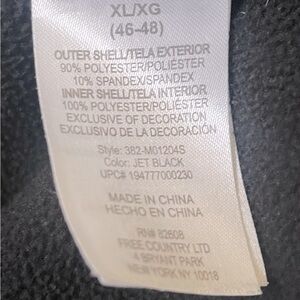 XL/XG
(46-48)
OUTER SHELL/TELA EXTERIOR
90% POLYESTER/POLIÉSTER
10% SPANDEX/SPANDEX
INNER SHELL/TELA INTERIOR
100% POLYESTER/POLIÉSTER
EXCLUSIVE OF DECORATION
EXCLUSIVO DE LA DECORACIÓN
Style: 382-M01204S
Color: JET BLACK
UPC# 194777000230
MADE IN CHINA
HECHO EN CHINA
RN# 82608
FREE COUNTRY LTD
4 BRYANT PARK
NEW YORK NY 10018